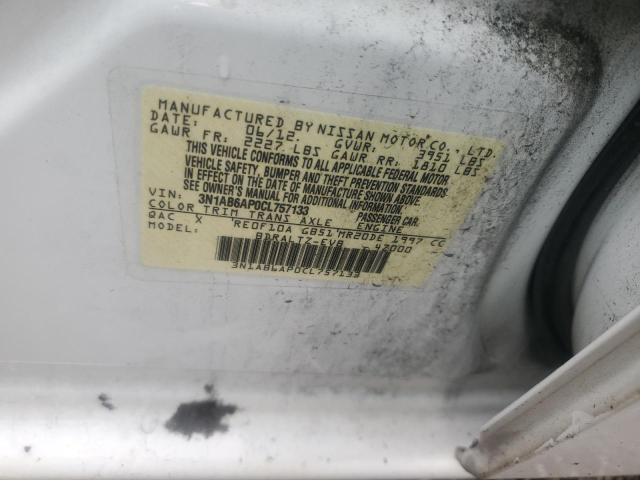 MANUFACTURED BY NISSAN MOTOR CO., LTD.
DATE: 06/12 GVWR: 3951 LBS
GAWR FR: 2227 LBS GAWR RR: 1810 LBS
THIS VEHICLE CONFORMS TO ALL APPLICABLE FEDERAL MOTOR
VEHICLE SAFETY, BUMPER AND THEFT PREVENTION STANDARDS
IN EFFECT ON THE DATE OF MANUFACTURE SHOWN ABOVE.
SEE OWNER'S MANUAL FOR ADDITIONAL INFORMATION.
VIN: 3N1AB6AP0CL757133 PASSENGER CAR
COLOR TRIM TRANS AXLE ENGINE
QAC X RE0F10A GB51 MR20DE 1997 CC
MODEL: BDRALTZ-EVB 42000
3N1AB6AP0CL757133